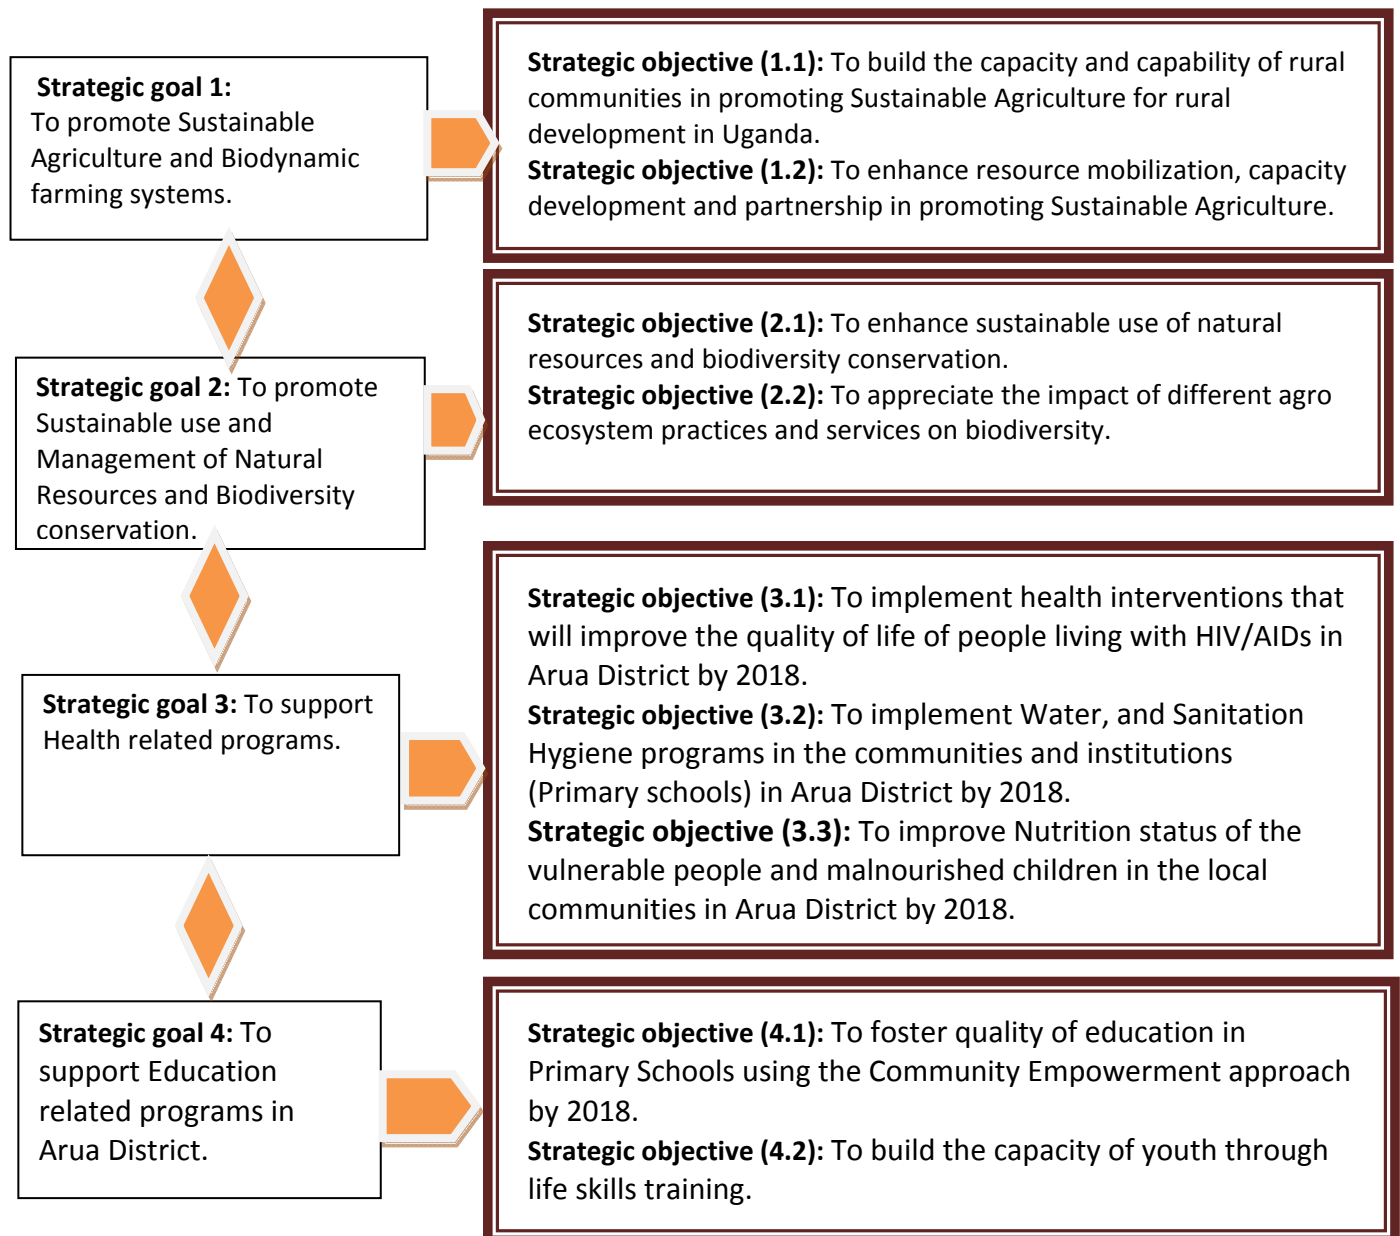 Strategic goal 1:
To promote Sustainable
Agriculture and Biodynamic
farming systems.
Strategic objective (1.1): To build the capacity and capability of rural
communities in promoting Sustainable Agriculture for rural
development in Uganda.
Strategic objective (1.2): To enhance resource mobilization, capacity
development and partnership in promoting Sustainable Agriculture.
Strategic goal 2: To promote
Sustainable use and
Management of Natural
Resources and Biodiversity
conservation.
Strategic objective (2.1): To enhance sustainable use of natural
resources and biodiversity conservation.
Strategic objective (2.2): To appreciate the impact of different agro
ecosystem practices and services on biodiversity.
Strategic goal 3: To support
Health related programs.
Strategic objective (3.1): To implement health interventions that
will improve the quality of life of people living with HIV/AIDs in
Arua District by 2018.
Strategic objective (3.2): To implement Water, and Sanitation
Hygiene programs in the communities and institutions
(Primary schools) in Arua District by 2018.
Strategic objective (3.3): To improve Nutrition status of the
vulnerable people and malnourished children in the local
communities in Arua District by 2018.
Strategic goal 4: To
support Education
related programs in
Arua District.
Strategic objective (4.1): To foster quality of education in
Primary Schools using the Community Empowerment approach
by 2018.
Strategic objective (4.2): To build the capacity of youth through
life skills training.